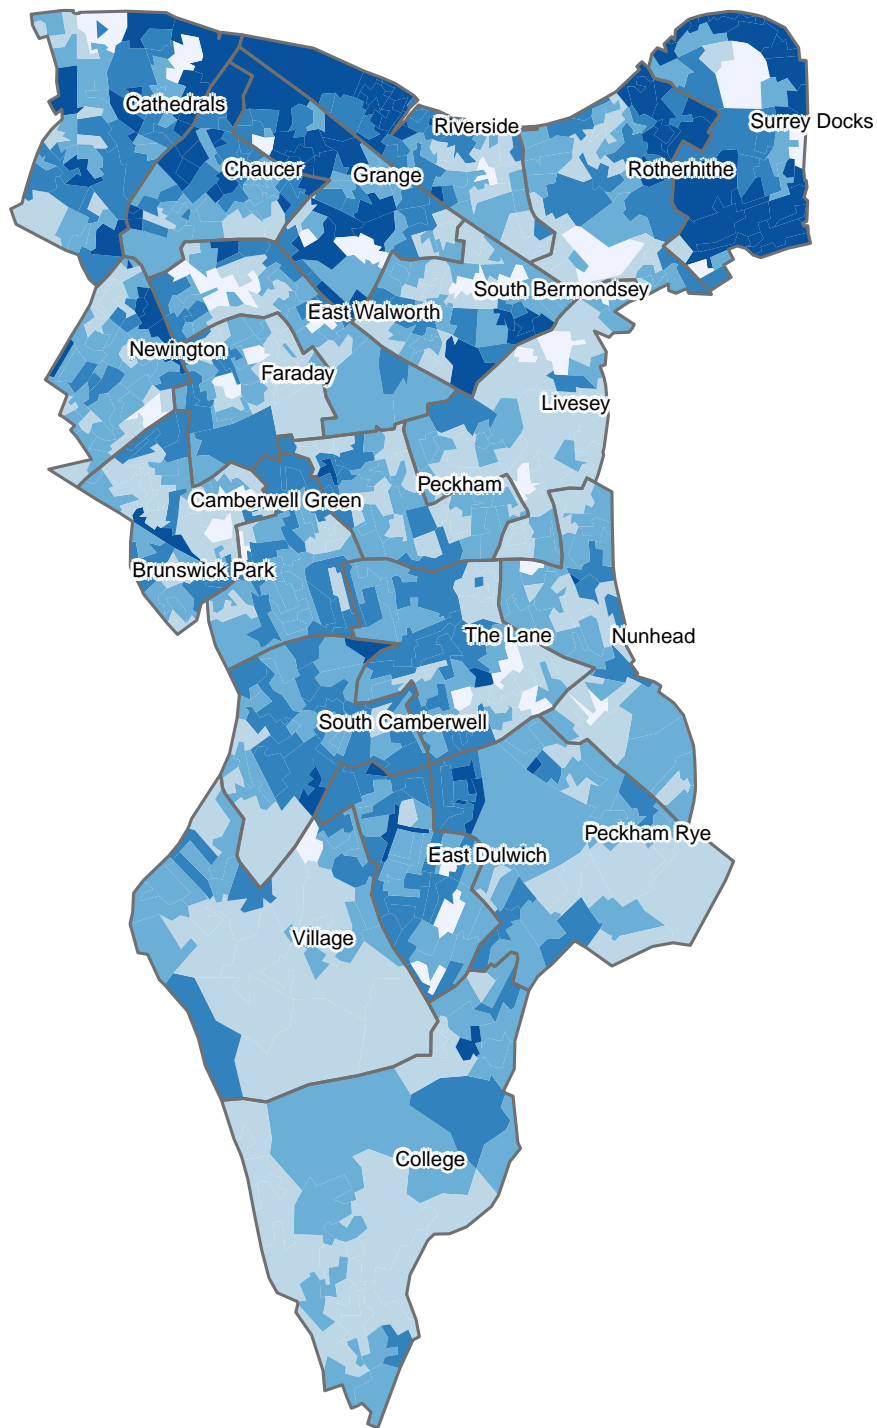 Cathedrals
Riverside
Surrey Docks
Chaucer
Grange
Rotherhithe
South Bermondsey
East Walworth
Newington
Faraday
Livesey
Peckham
Camberwell Green
Brunswick Park
The Lane
Nunhead
South Camberwell
Peckham Rye
East Dulwich
Village
College